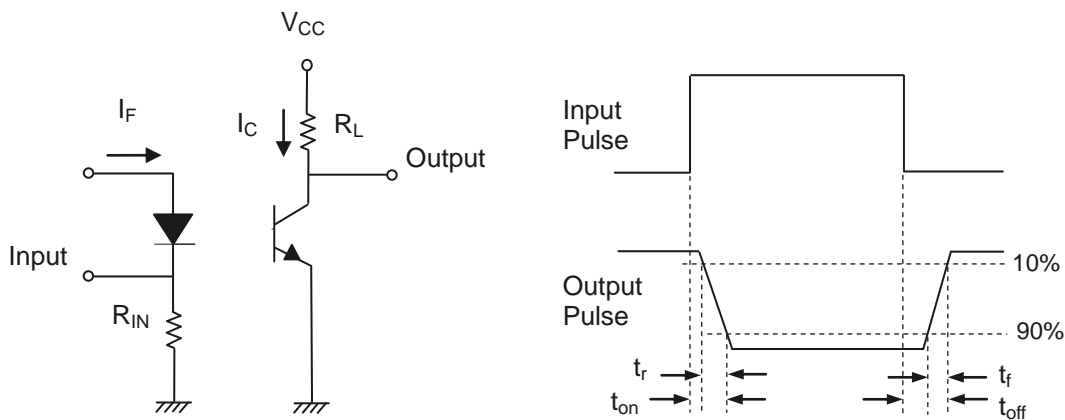 V_CC
I_F
I_C
R_L
Output
Input
R_IN
Input
Pulse
Output
Pulse
10%
90%
t_r
t_f
t_on
t_off